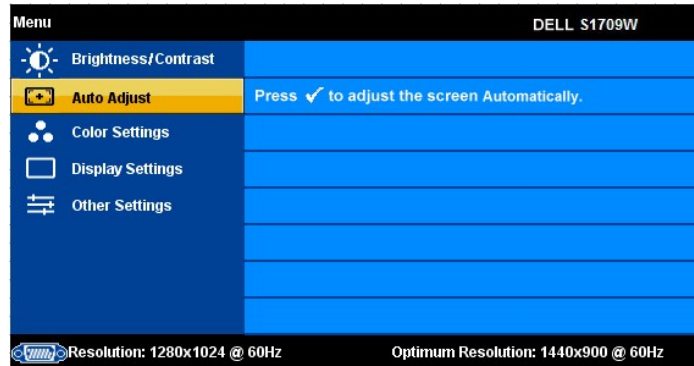 Menu DELL S1709W
Brightness/Contrast
Auto Adjust Press ✓ to adjust the screen Automatically.
Color Settings
Display Settings
Other Settings
Resolution: 1280x1024 @ 60Hz Optimum Resolution: 1440x900 @ 60Hz